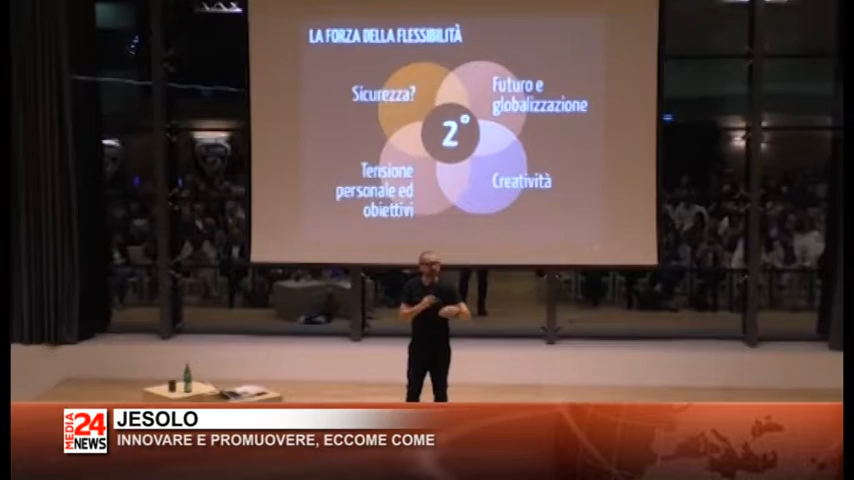 LA FORZA DELLA FLESSIBILITÀ
Sicurezza?
Futuro e
globalizzazione
2°
Tensione
personale ed
obiettivi
Creatività
MEDIA
24
NEWS
JESOLO
INNOVARE E PROMUOVERE, ECCOME COME